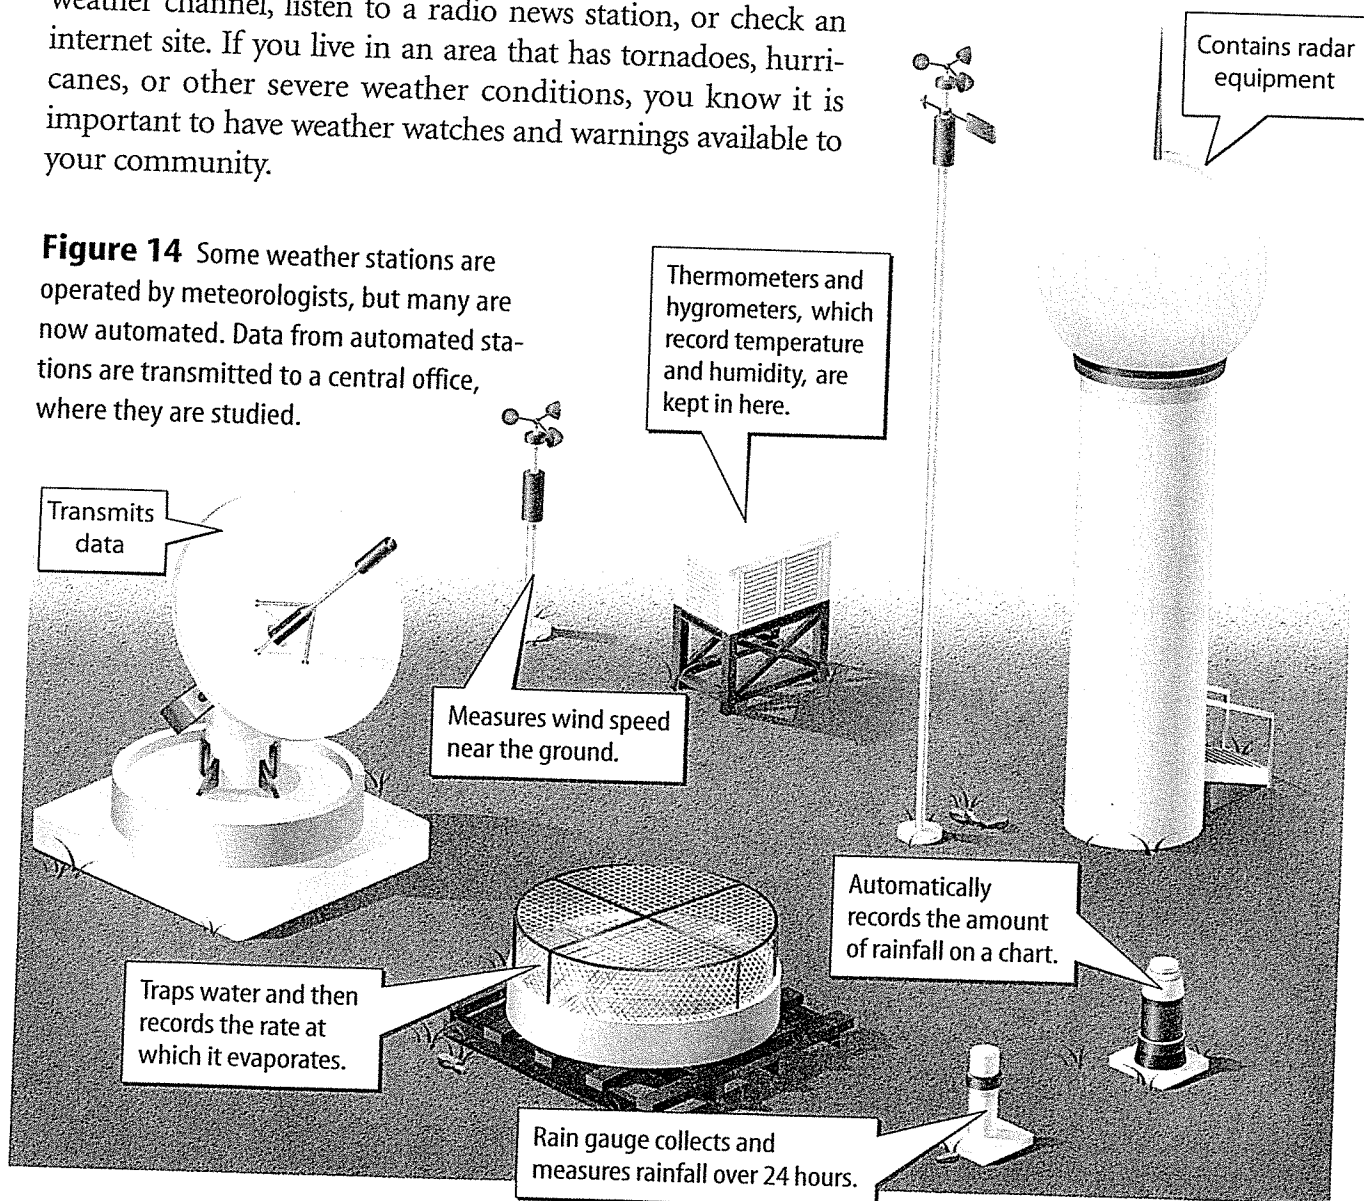 weather channel, listen to a radio news station, or check an
internet site. If you live in an area that has tornadoes, hurri-
canes, or other severe weather conditions, you know it is
important to have weather watches and warnings available to
your community.
Figure 14 Some weather stations are
operated by meteorologists, but many are
now automated. Data from automated sta-
tions are transmitted to a central office,
where they are studied.
Contains radar
equipment
Thermometers and
hygrometers, which
record temperature
and humidity, are
kept in here.
Transmits
data
Measures wind speed
near the ground.
Automatically
records the amount
of rainfall on a chart.
Traps water and then
records the rate at
which it evaporates.
Rain gauge collects and
measures rainfall over 24 hours.